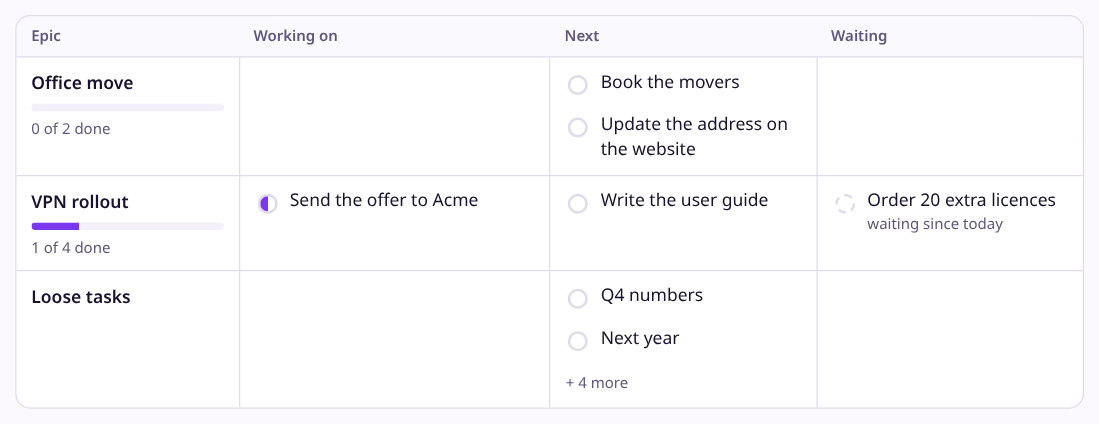 Epic
Working on
Next
Waiting
Office move
0 of 2 done
Book the movers
Update the address on
the website
VPN rollout
1 of 4 done
Send the offer to Acme
Write the user guide
Order 20 extra licences
waiting since today
Loose tasks
Q4 numbers
Next year
+ 4 more